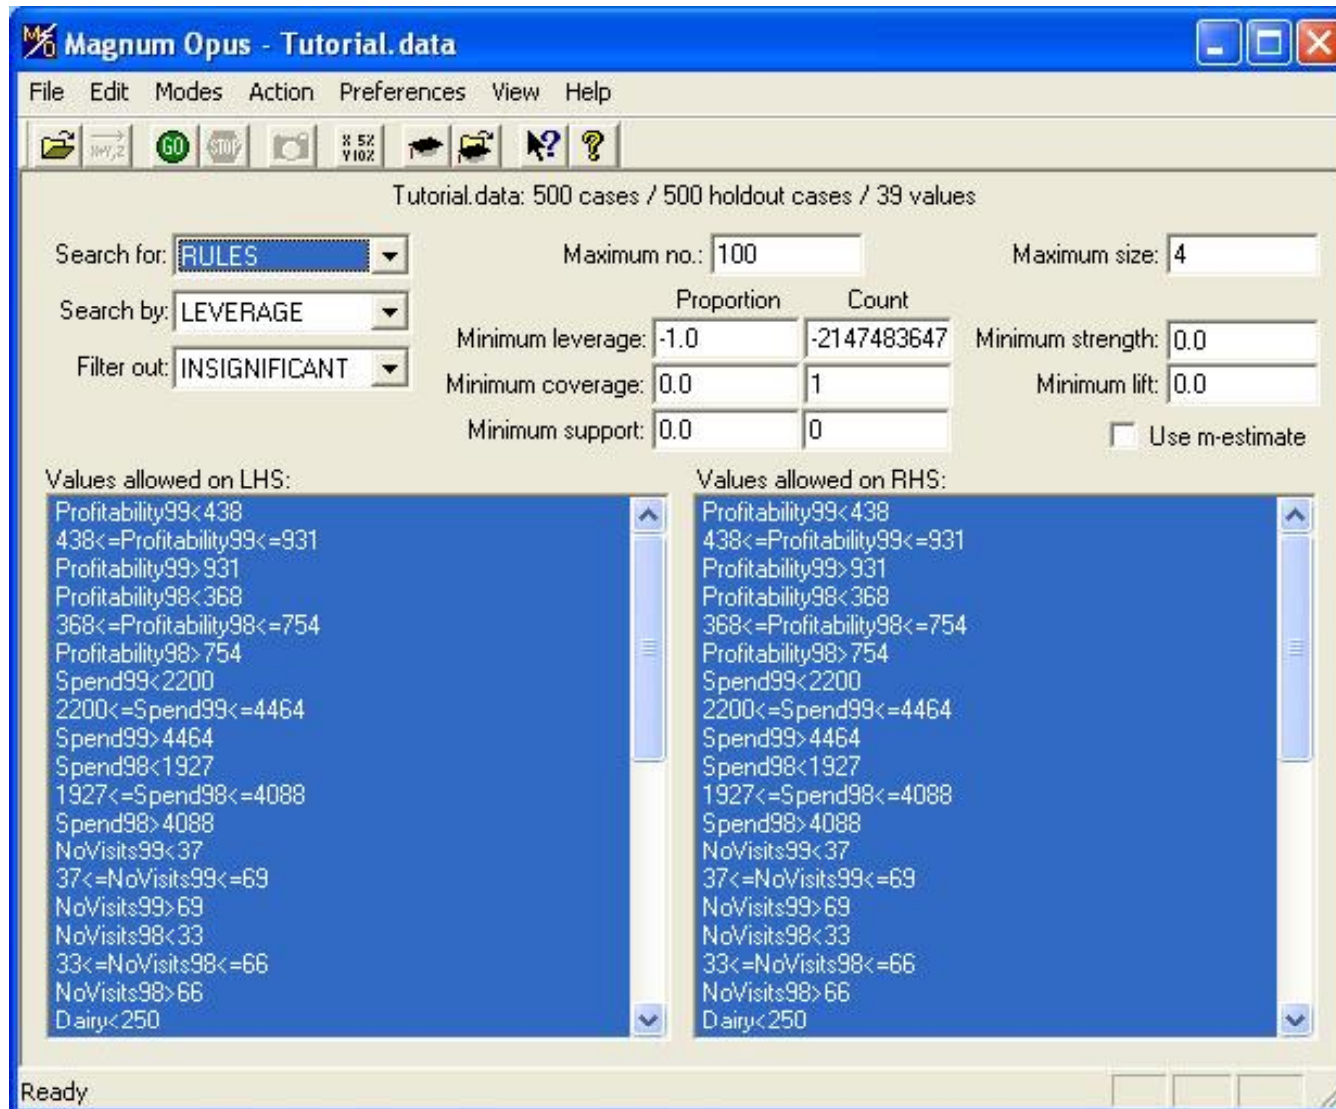 Magnum Opus - Tutorial.data
File Edit Modes Action Preferences View Help
X→Y,Z GO STOP X 5% Y 10% ? ?
Tutorial.data: 500 cases / 500 holdout cases / 39 values
Search for: RULES Maximum no.: 100 Maximum size: 4
Proportion Count
Search by: LEVERAGE
Minimum leverage: -1.0 -2147483647 Minimum strength: 0.0
Filter out: INSIGNIFICANT
Minimum coverage: 0.0 1 Minimum lift: 0.0
Minimum support: 0.0 0 Use m-estimate
Values allowed on LHS:
Profitability99<438
438<=Profitability99<=931
Profitability99>931
Profitability98<368
368<=Profitability98<=754
Profitability98>754
Spend99<2200
2200<=Spend99<=4464
Spend99>4464
Spend98<1927
1927<=Spend98<=4088
Spend98>4088
NoVisits99<37
37<=NoVisits99<=69
NoVisits99>69
NoVisits98<33
33<=NoVisits98<=66
NoVisits98>66
Dairy<250
Values allowed on RHS:
Profitability99<438
438<=Profitability99<=931
Profitability99>931
Profitability98<368
368<=Profitability98<=754
Profitability98>754
Spend99<2200
2200<=Spend99<=4464
Spend99>4464
Spend98<1927
1927<=Spend98<=4088
Spend98>4088
NoVisits99<37
37<=NoVisits99<=69
NoVisits99>69
NoVisits98<33
33<=NoVisits98<=66
NoVisits98>66
Dairy<250
Ready